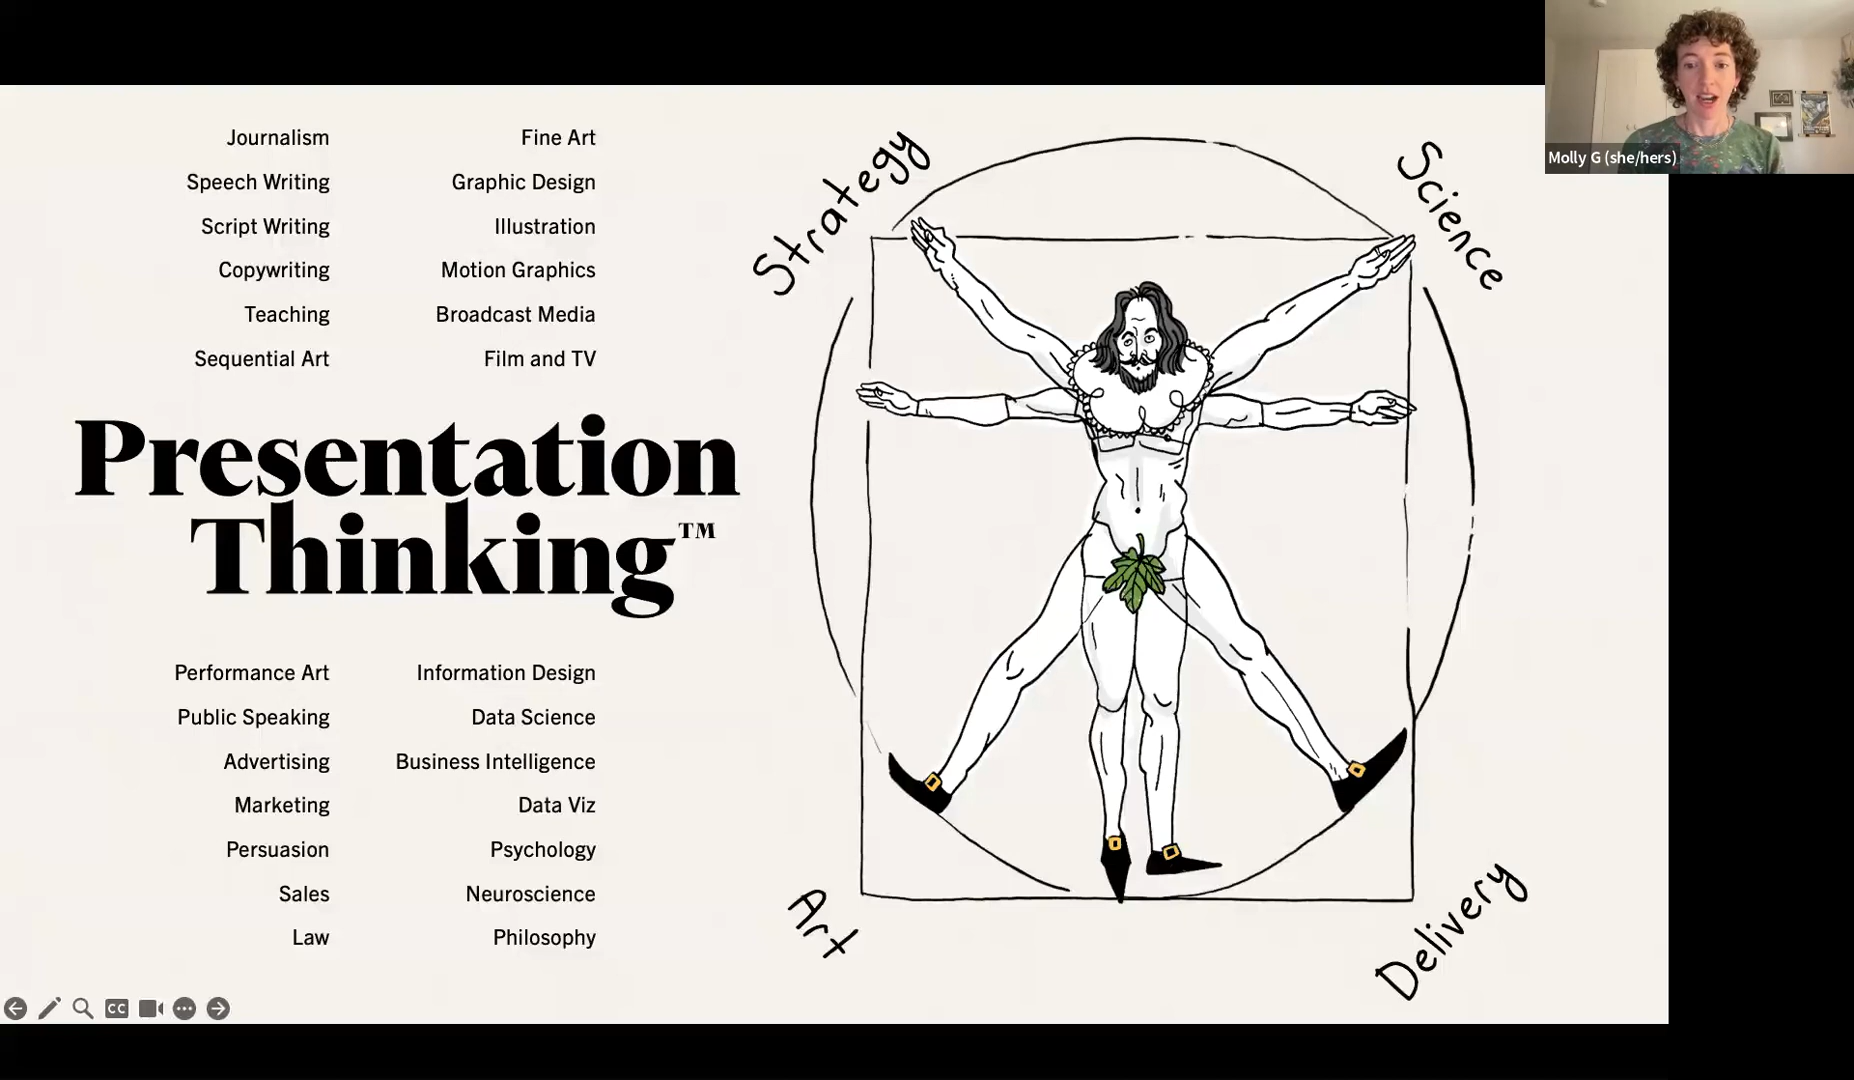 Molly G (she/hers)
Journalism
Speech Writing
Script Writing
Copywriting
Teaching
Sequential Art
Fine Art
Graphic Design
Illustration
Motion Graphics
Broadcast Media
Film and TV
Presentation
Thinking™
Performance Art
Public Speaking
Advertising
Marketing
Persuasion
Sales
Law
Information Design
Data Science
Business Intelligence
Data Viz
Psychology
Neuroscience
Philosophy
Strategy
Science
Art
Delivery
CC